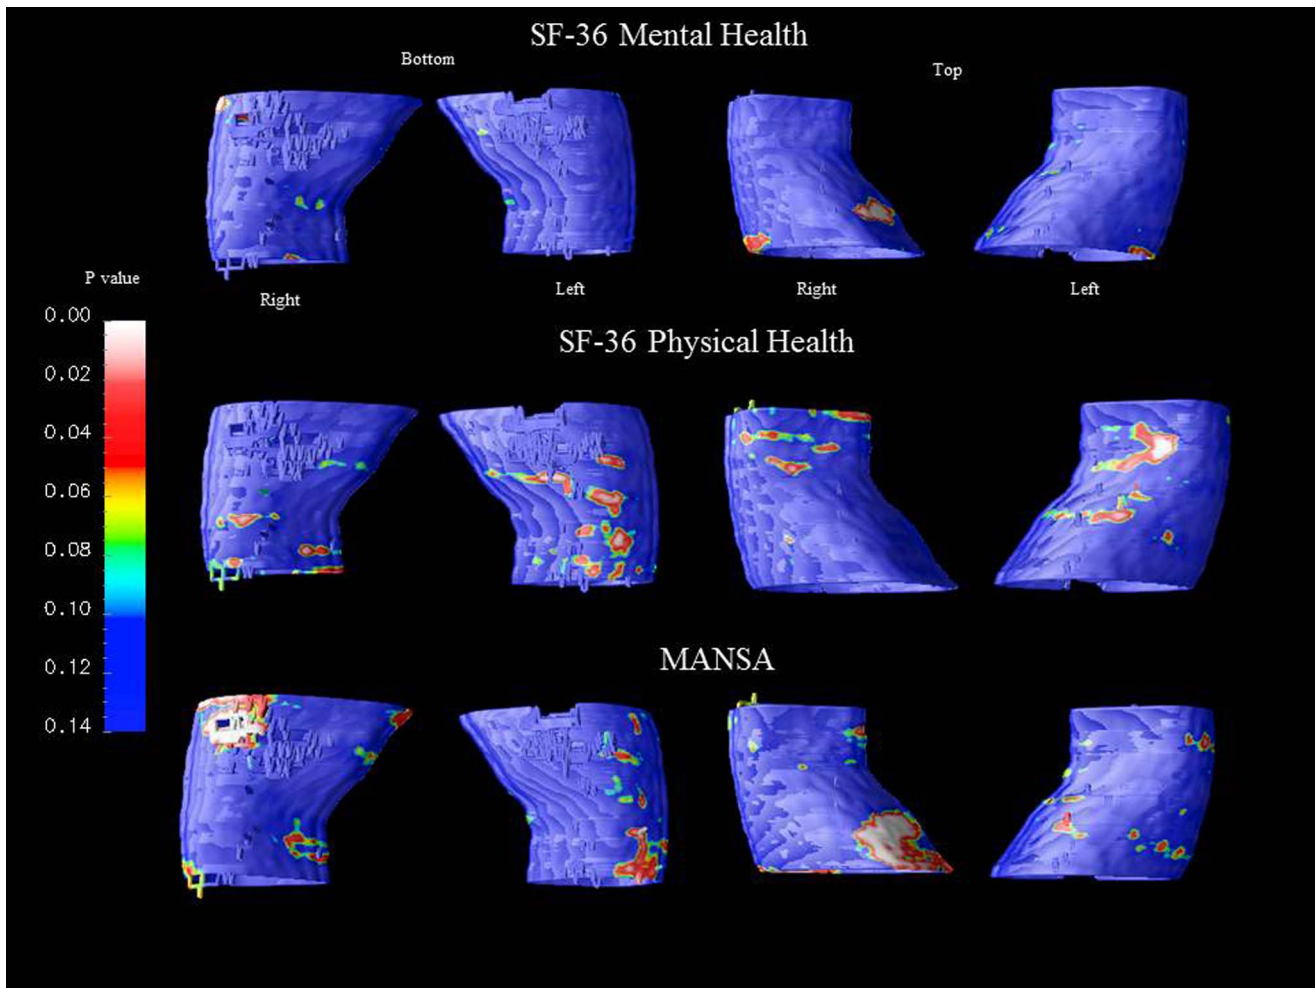 SF-36 Mental Health
Bottom
Top
P value
Right
Left
Right
Left
0.00
0.02
0.04
0.06
0.08
0.10
0.12
0.14
SF-36 Physical Health
MANSA